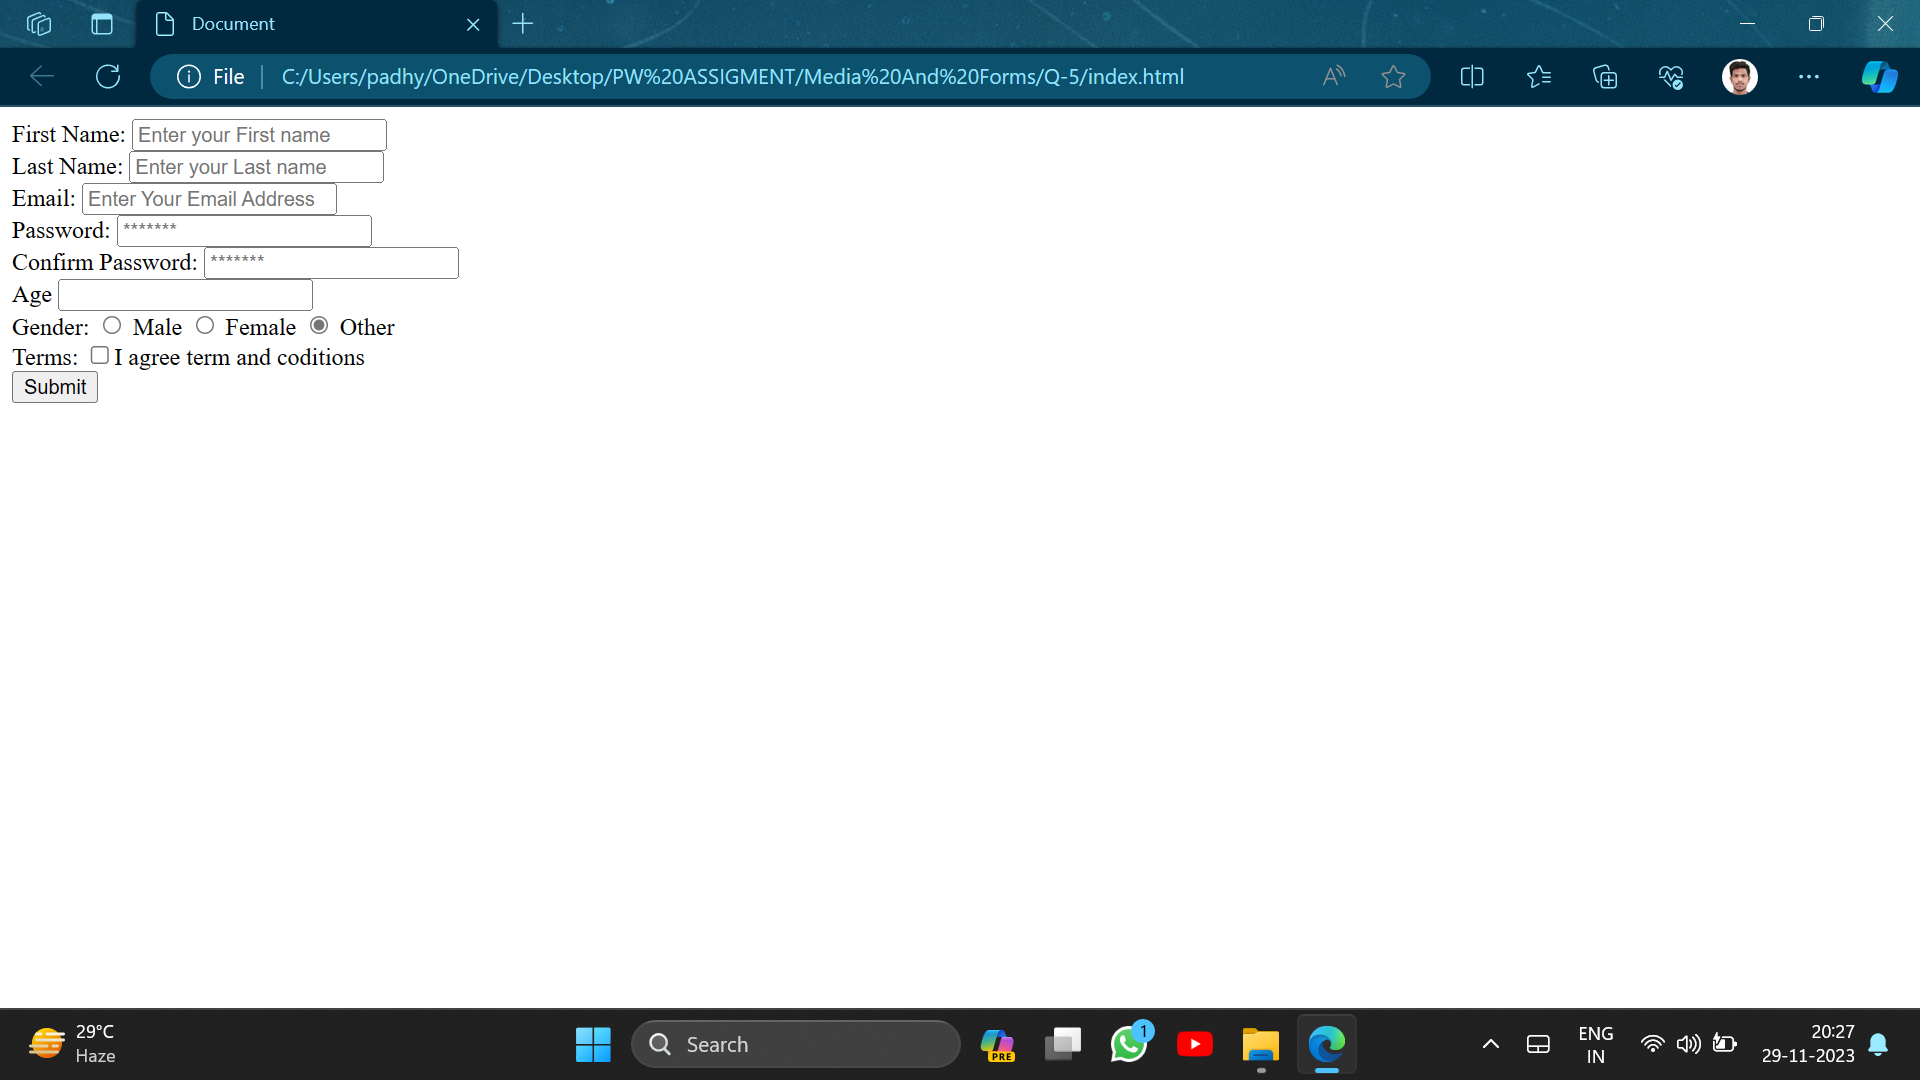 Document
File
C:/Users/padhy/OneDrive/Desktop/PW%20ASSIGMENT/Media%20And%20Forms/Q-5/index.html
First Name: Enter your First name
Last Name: Enter your Last name
Email: Enter Your Email Address
Password: *******
Confirm Password: *******
Age
Gender: Male Female Other
Terms: I agree term and coditions
Submit
29°C
Haze
Search
PRE
1
ENG
IN
20:27
29-11-2023